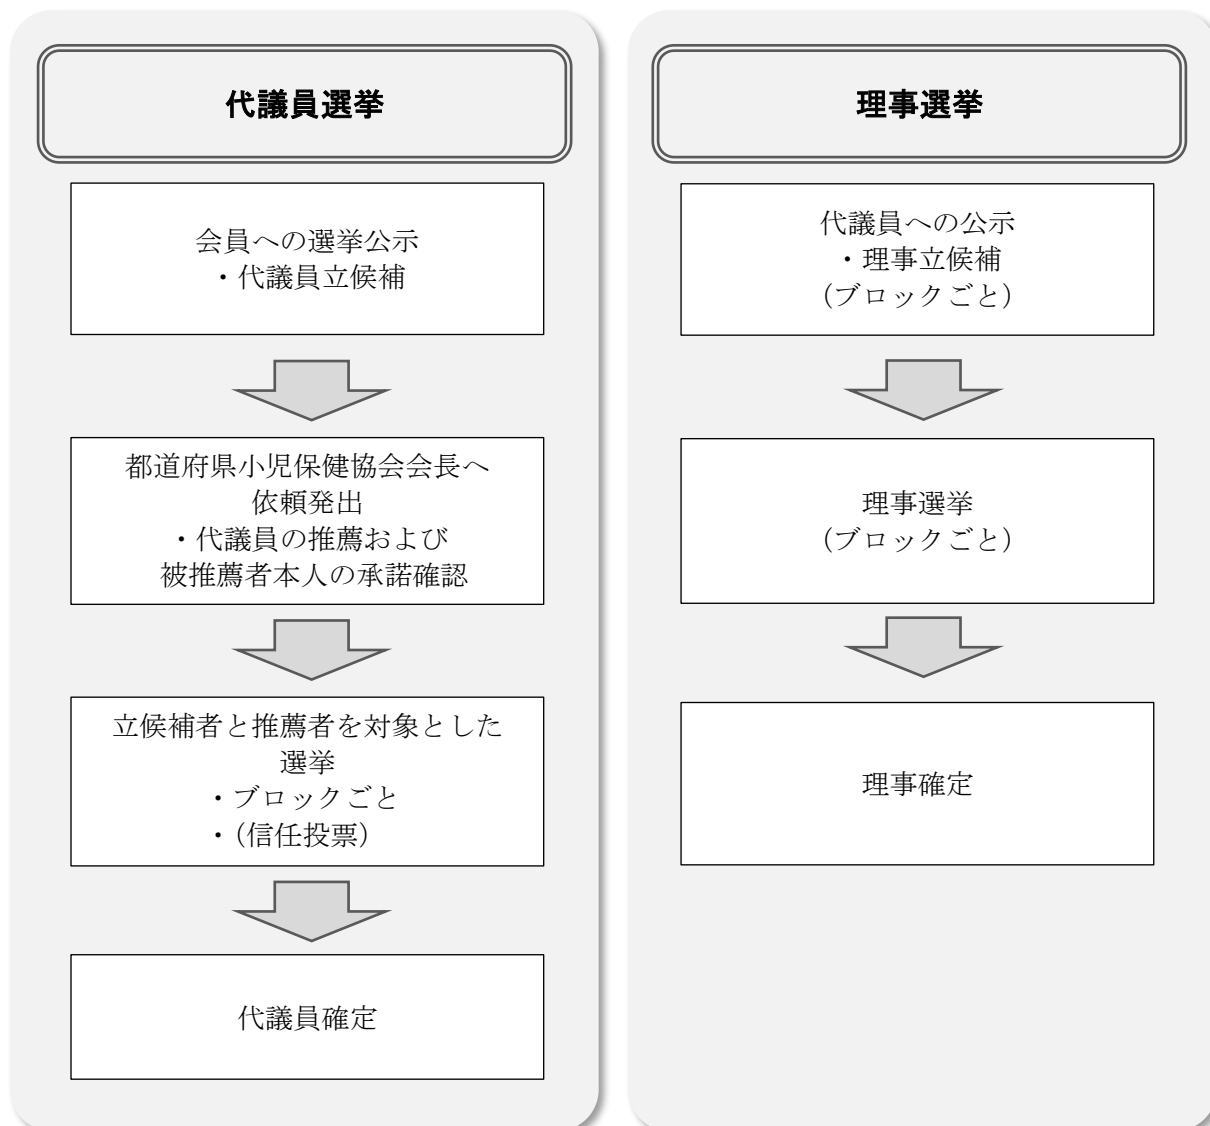 代議員選挙
会員への選挙公示
・代議員立候補
都道府県小児保健協会会長へ
依頼発出
・代議員の推薦および
被推薦者本人の承諾確認
立候補者と推薦者を対象とした
選挙
・ブロックごと
・（信任投票）
代議員確定
理事選挙
代議員への公示
・理事立候補
（ブロックごと）
理事選挙
（ブロックごと）
理事確定